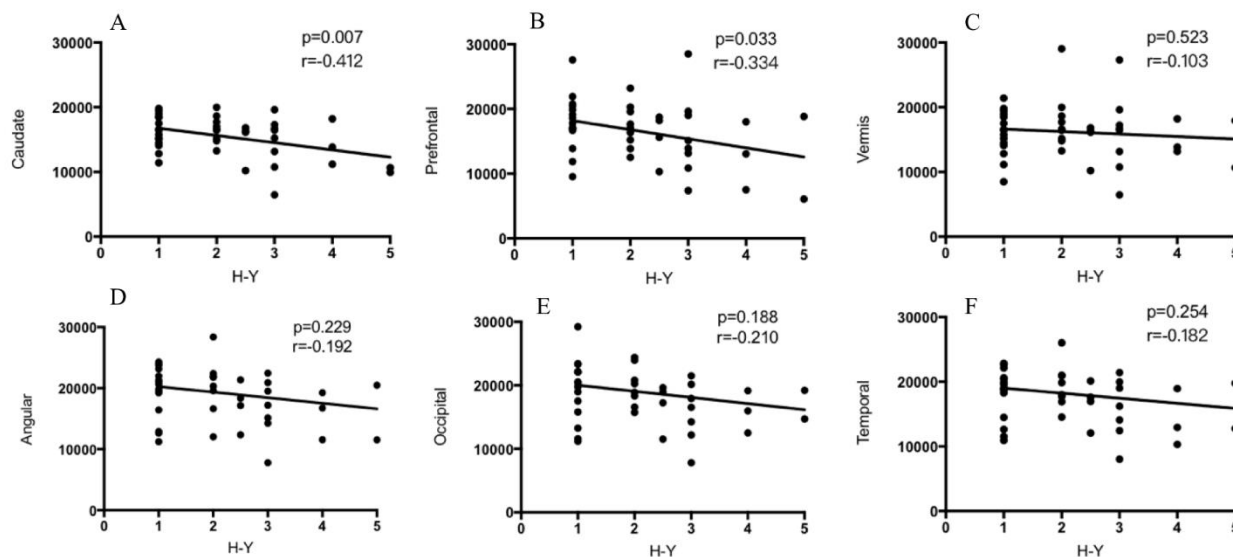 A
p=0.007
r=-0.412
30000
20000
10000
0
Caudate
0 1 2 3 4 5
H-Y
B
p=0.033
r=-0.334
30000
20000
10000
0
Prefrontal
0 1 2 3 4 5
H-Y
C
p=0.523
r=-0.103
30000
20000
10000
0
Vermis
0 1 2 3 4 5
H-Y
D
p=0.229
r=-0.192
30000
20000
10000
0
Angular
0 1 2 3 4 5
H-Y
E
p=0.188
r=-0.210
30000
20000
10000
0
Occipital
0 1 2 3 4 5
H-Y
F
p=0.254
r=-0.182
30000
20000
10000
0
Temporal
0 1 2 3 4 5
H-Y